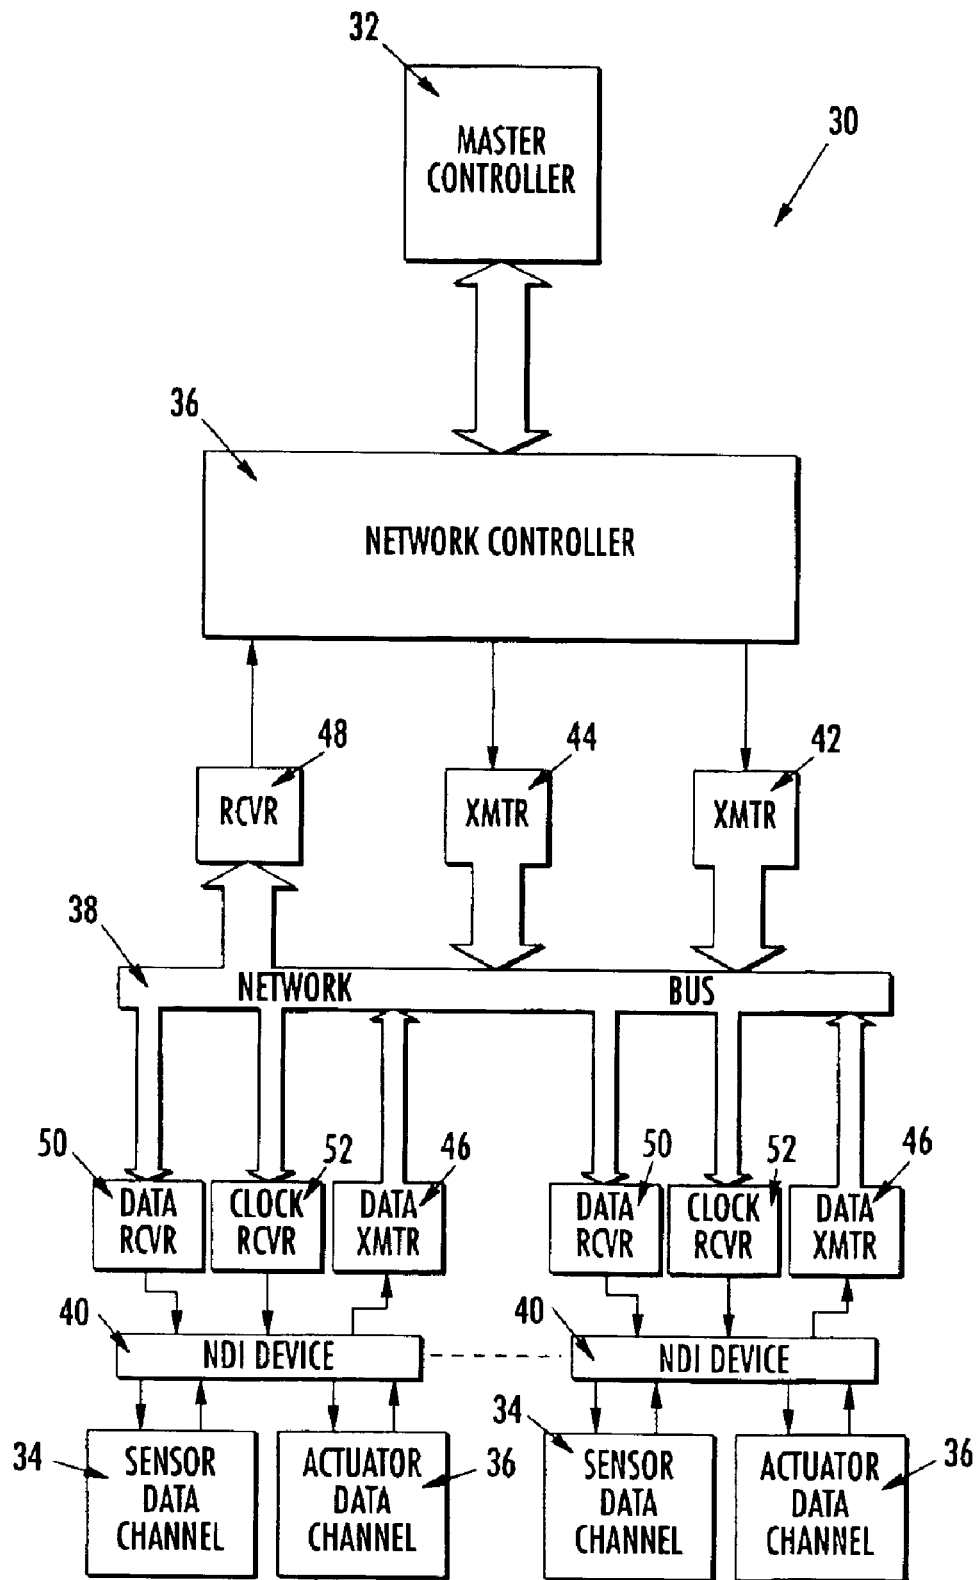 32
MASTER
CONTROLLER
30
36
NETWORK CONTROLLER
48
44
42
RCVR
XMTR
XMTR
38
NETWORK BUS
50
52
46
50
52
46
DATA
RCVR
CLOCK
RCVR
DATA
XMTR
DATA
RCVR
CLOCK
RCVR
DATA
XMTR
40
NDI DEVICE
40
NDI DEVICE
34
SENSOR
DATA
CHANNEL
ACTUATOR
DATA
CHANNEL
36
34
SENSOR
DATA
CHANNEL
ACTUATOR
DATA
CHANNEL
36